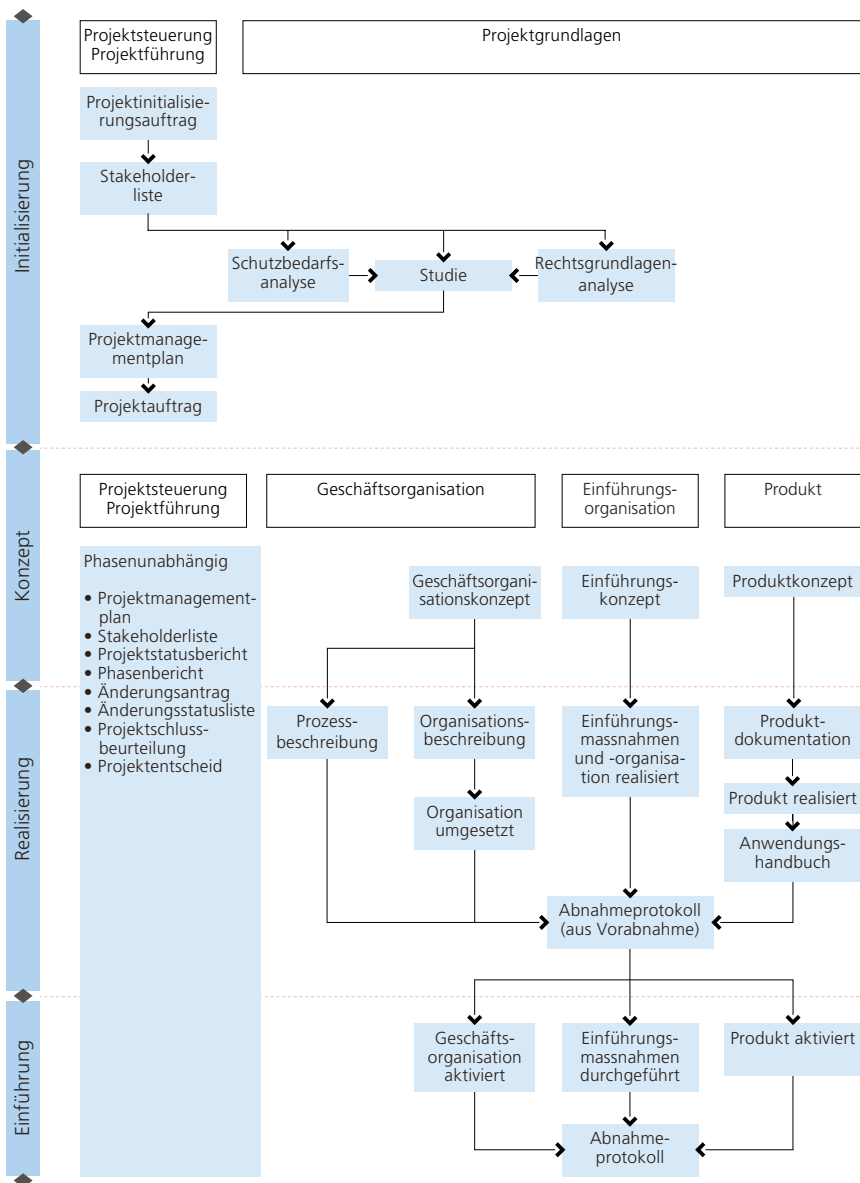 Initialisierung
Projektsteuerung
Projektführung
Projektgrundlagen
Projektinitialisie-
rungsauftrag
Stakeholder-
liste
Schutzbedarfs-
analyse
Studie
Rechtsgrundlagen-
analyse
Projektmanage-
mentplan
Projektauftrag
Konzept
Projektsteuerung
Projektführung
Geschäftsorganisation
Einführungs-
organisation
Produkt
Phasenunabhängig
• Projektmanagement-
plan
• Stakeholderliste
• Projektstatusbericht
• Phasenbericht
• Änderungsantrag
• Änderungsstatusliste
• Projektschluss-
beurteilung
• Projektentscheid
Geschäftsorgani-
sationskonzept
Einführungs-
konzept
Produktkonzept
Realisierung
Prozess-
beschreibung
Organisations-
beschreibung
Einführungs-
massnahmen
und -organisa-
tion realisiert
Produkt-
dokumentation
Produkt realisiert
Organisation
umgesetzt
Anwendungs-
handbuch
Abnahmeprotokoll
(aus Vorabnahme)
Einführung
Geschäfts-
organisation
aktiviert
Einführungs-
massnahmen
durchgeführt
Produkt aktiviert
Abnahme-
protokoll